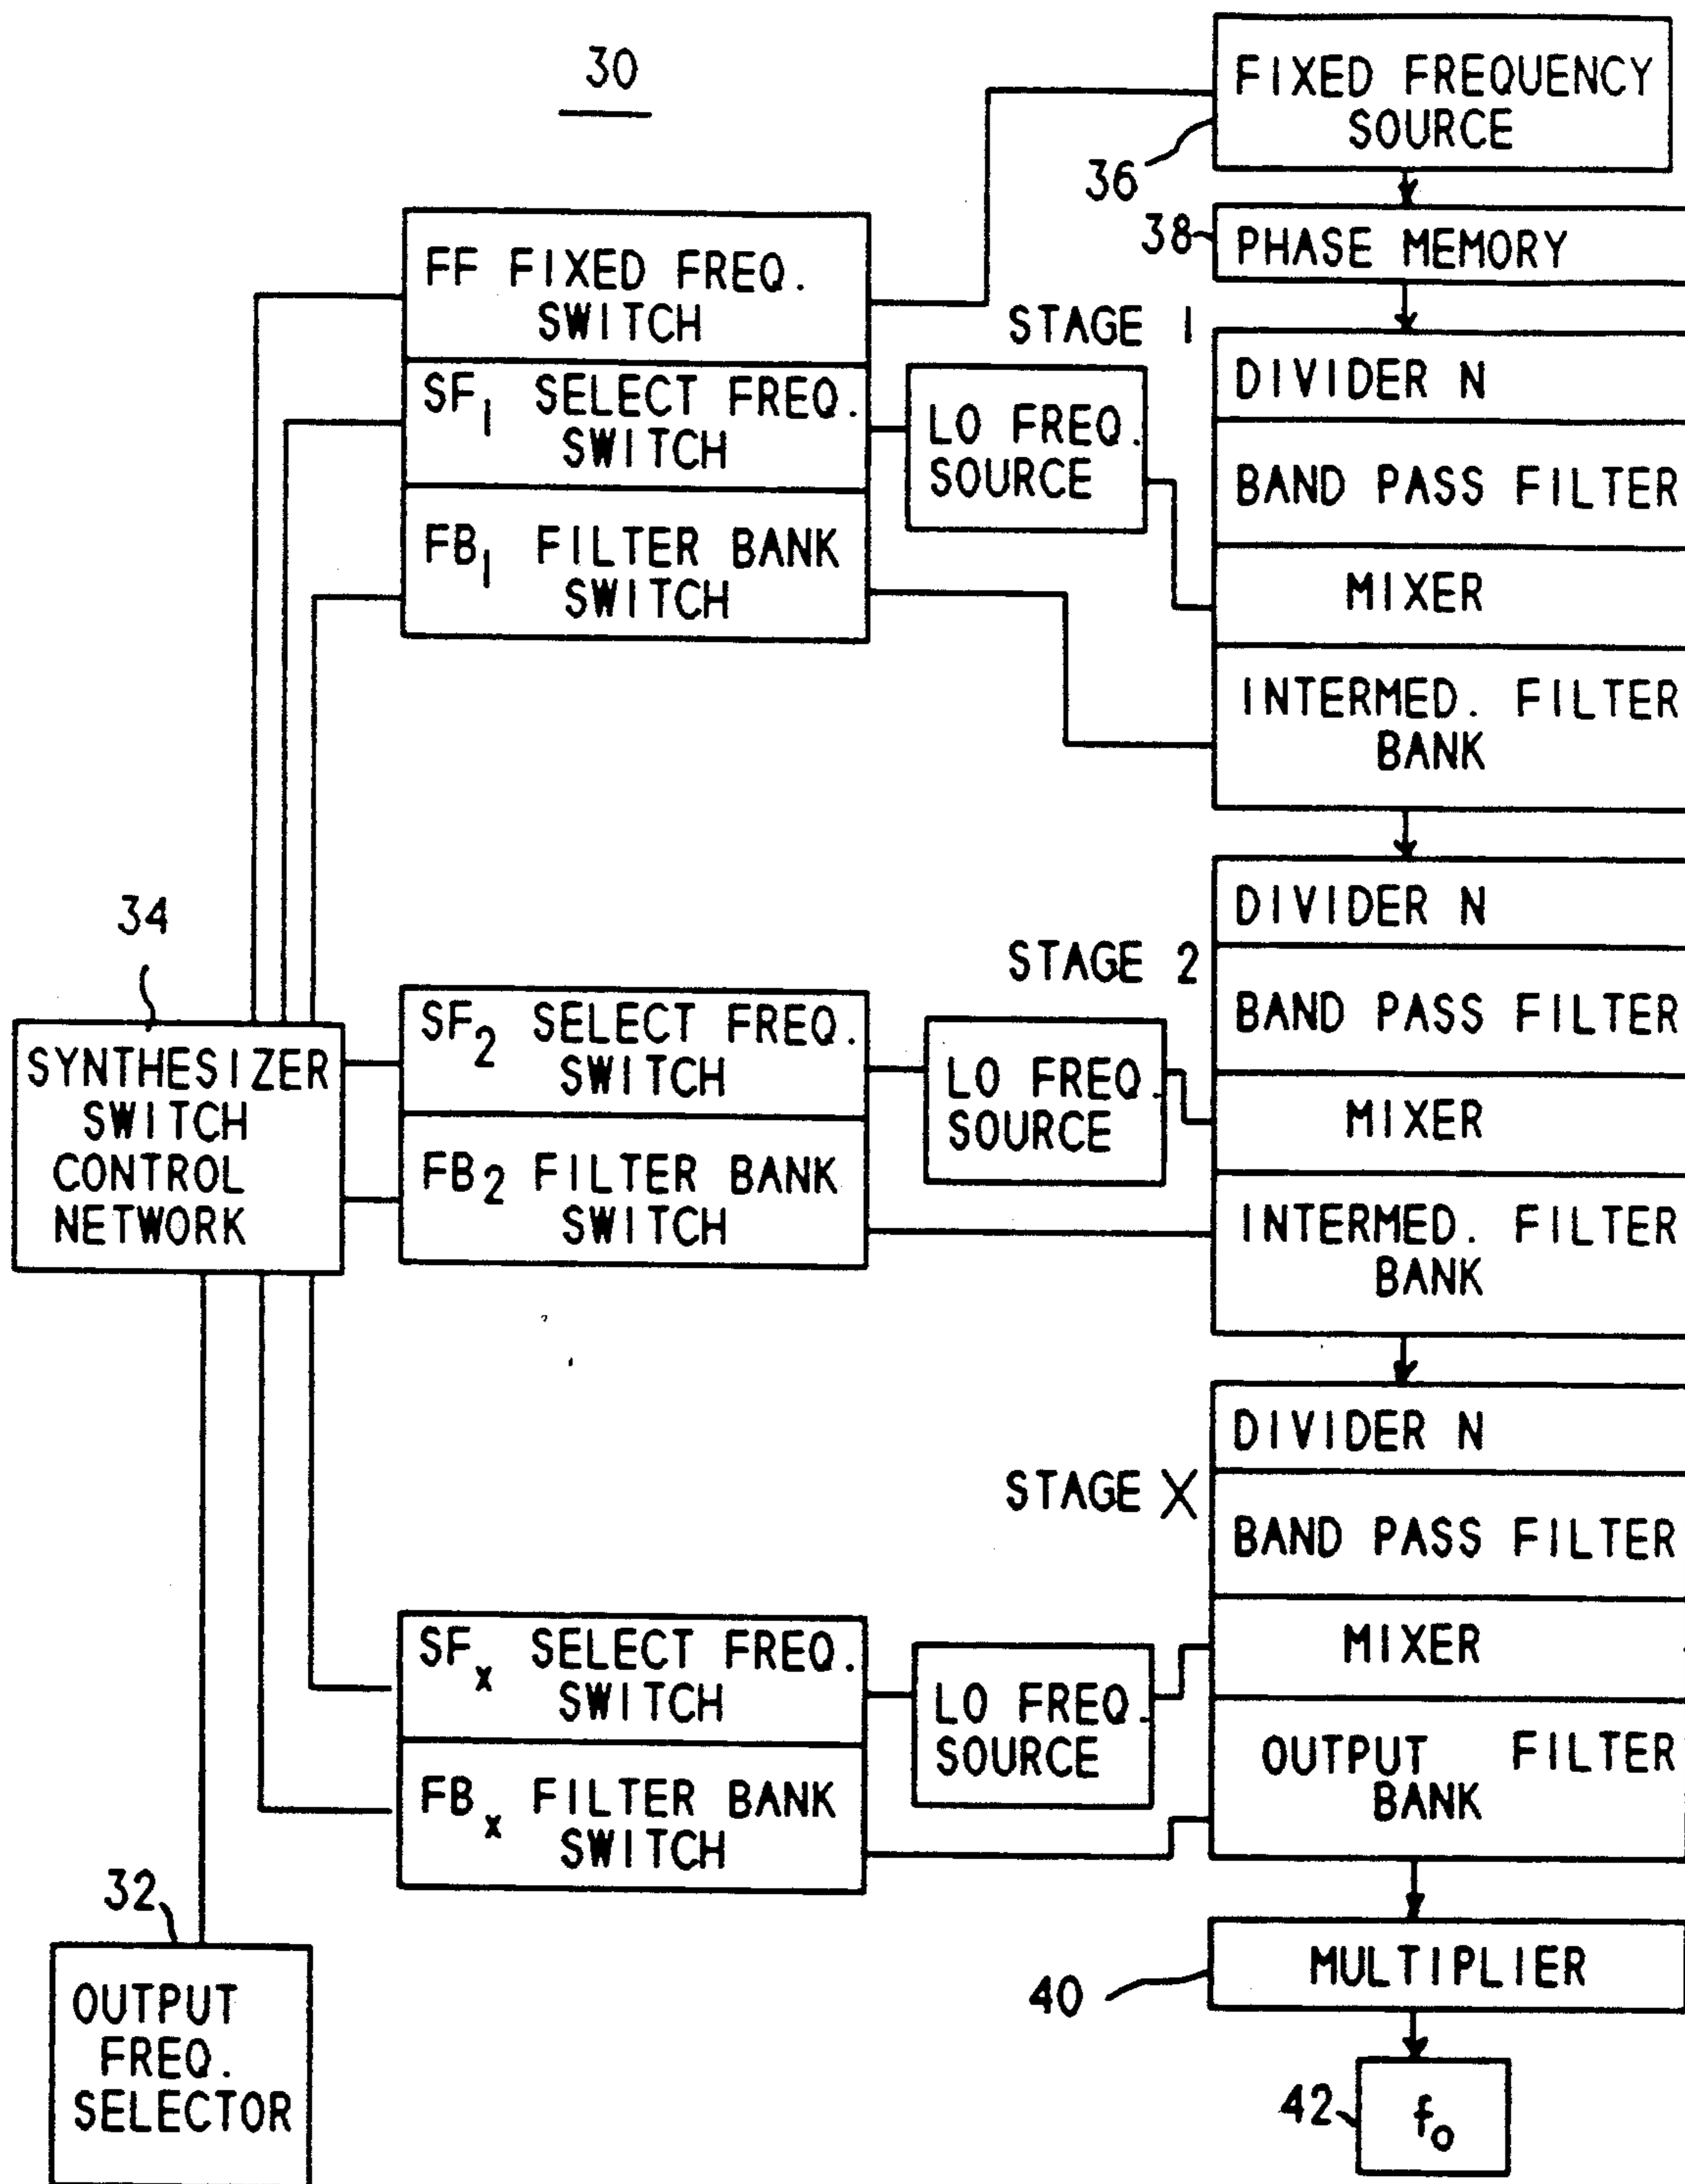 30
FIXED FREQUENCY
SOURCE
36
38
PHASE MEMORY
FF FIXED FREQ.
SWITCH
SF1 SELECT FREQ.
SWITCH
FB1 FILTER BANK
SWITCH
LO FREQ.
SOURCE
STAGE 1
DIVIDER N
BAND PASS FILTER
MIXER
INTERMED. FILTER
BANK
34
SYNTHESIZER
SWITCH
CONTROL
NETWORK
SF2 SELECT FREQ.
SWITCH
FB2 FILTER BANK
SWITCH
LO FREQ.
SOURCE
STAGE 2
DIVIDER N
BAND PASS FILTER
MIXER
INTERMED. FILTER
BANK
SFx SELECT FREQ.
SWITCH
FBx FILTER BANK
SWITCH
LO FREQ.
SOURCE
STAGE X
DIVIDER N
BAND PASS FILTER
MIXER
OUTPUT FILTER
BANK
32
OUTPUT
FREQ.
SELECTOR
40
MULTIPLIER
42
fo